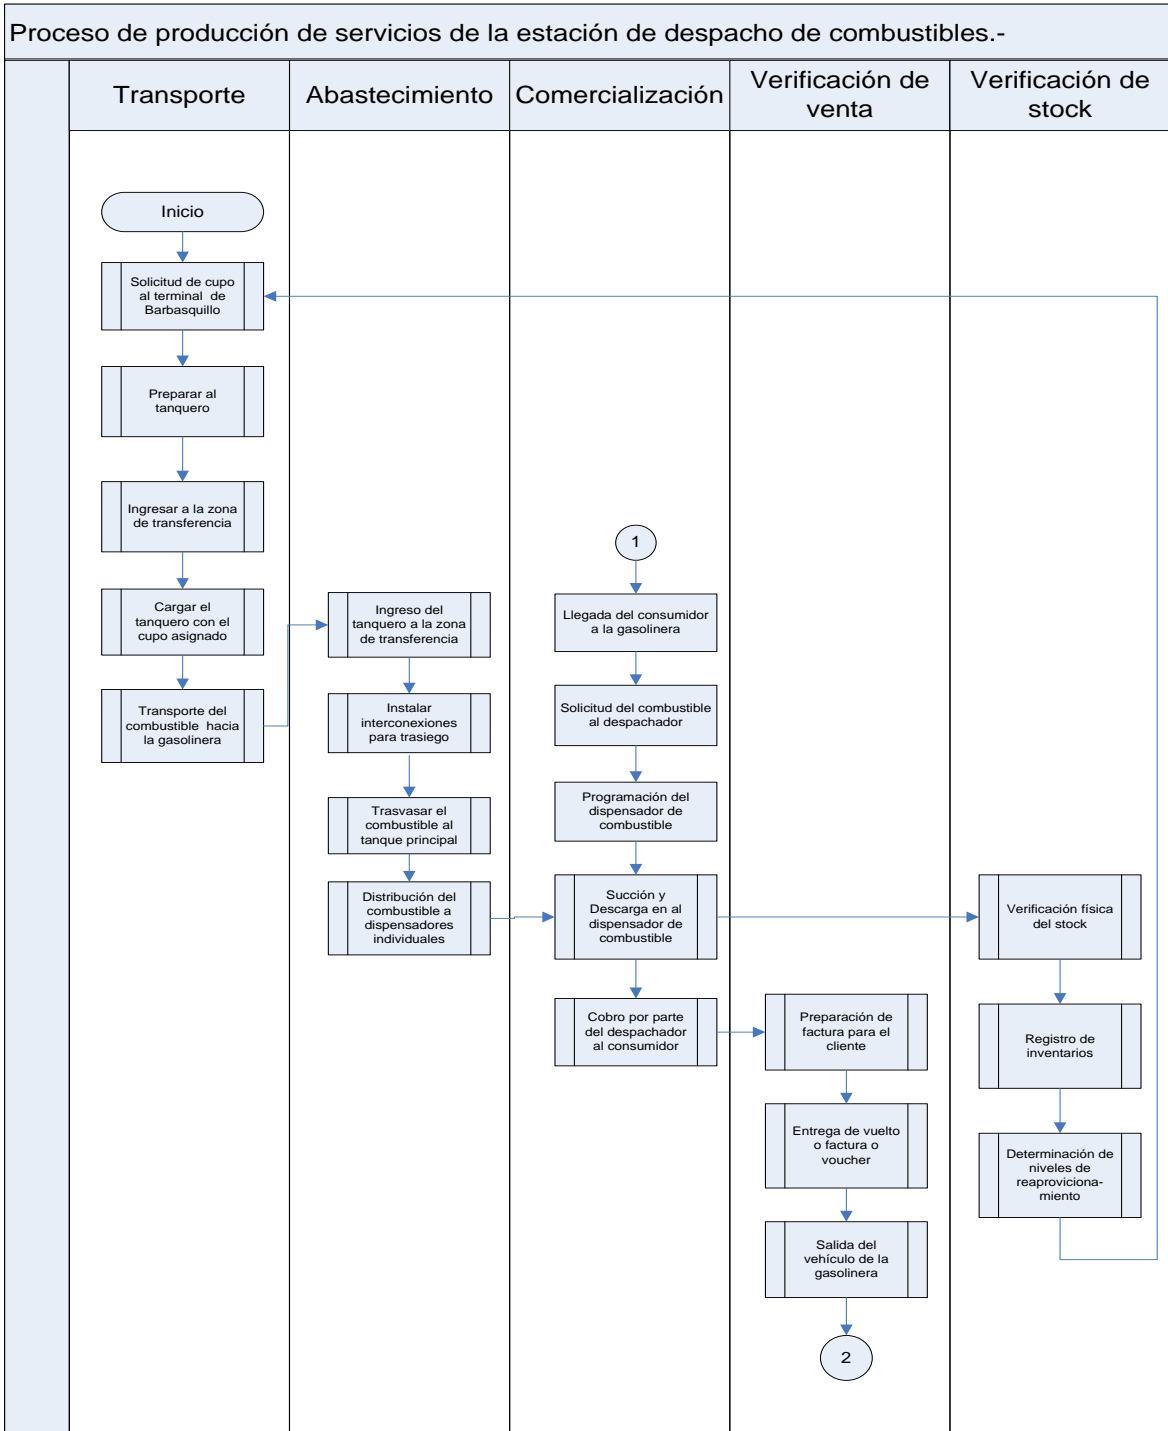 Proceso de producción de servicios de la estación de despacho de combustibles.-
Transporte
Abastecimiento
Comercialización
Verificación de
venta
Verificación de
stock
Inicio
Solicitud de cupo
al terminal de
Barbasquillo
Preparar al
tanquero
Ingresar a la zona
de transferencia
Cargar el
tanquero con el
cupo asignado
Transporte del
combustible hacia
la gasolinera
Ingreso del
tanquero a la zona
de transferencia
Instalar
interconexiones
para trasiego
Trasvasar el
combustible al
tanque principal
Distribución del
combustible a
dispensadores
individuales
1
Llegada del consumidor
a la gasolinera
Solicitud del combustible
al despachador
Programación del
dispensador de
combustible
Succión y
Descarga en al
dispensador de
combustible
Cobro por parte
del despachador
al consumidor
Preparación de
factura para el
cliente
Entrega de vuelto
o factura o
voucher
Salida del
vehículo de la
gasolinera
2
Verificación física
del stock
Registro de
inventarios
Determinación de
niveles de
reaproviciona-
miento